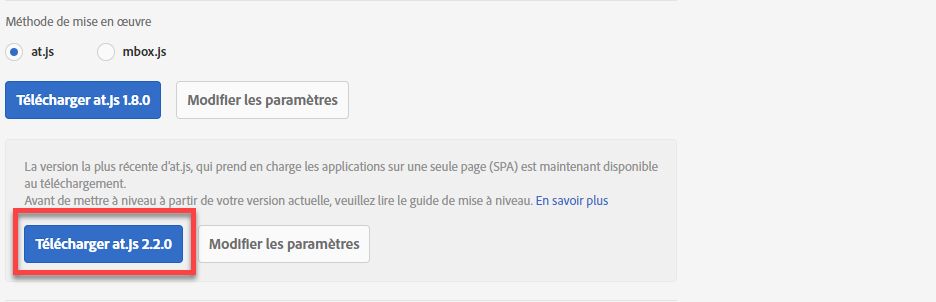 Méthode de mise en œuvre
at.js mbox.js
Télécharger at.js 1.8.0 Modifier les paramètres
La version la plus récente d'at.js, qui prend en charge les applications sur une seule page (SPA) est maintenant disponible
au téléchargement.
Avant de mettre à niveau à partir de votre version actuelle, veuillez lire le guide de mise à niveau. En savoir plus
Télécharger at.js 2.2.0 Modifier les paramètres